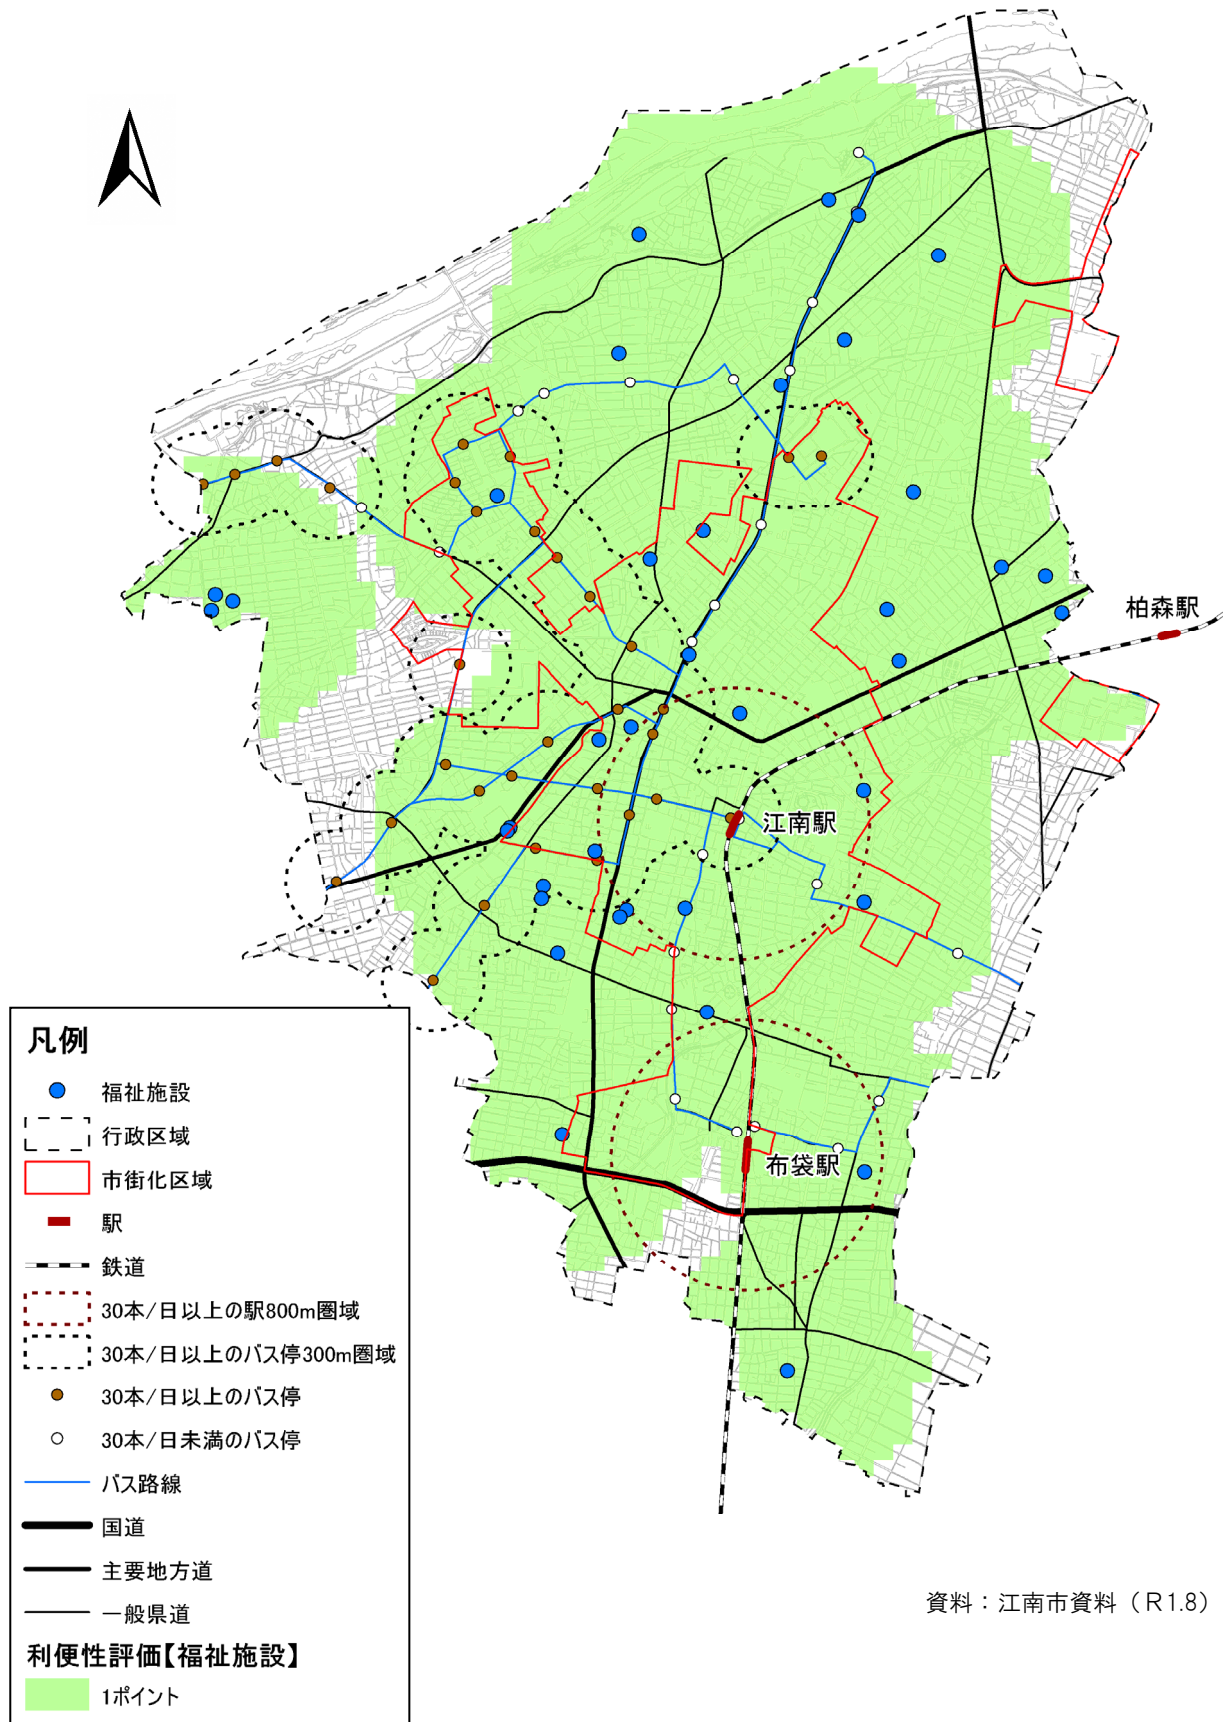 柏森駅
江南駅
布袋駅
凡例
福祉施設
行政区域
市街化区域
駅
鉄道
30本/日以上の駅800m圏域
30本/日以上のバス停300m圏域
30本/日以上のバス停
30本/日未満のバス停
バス路線
国道
主要地方道
一般県道
利便性評価【福祉施設】
1ポイント
資料：江南市資料（R1.8）